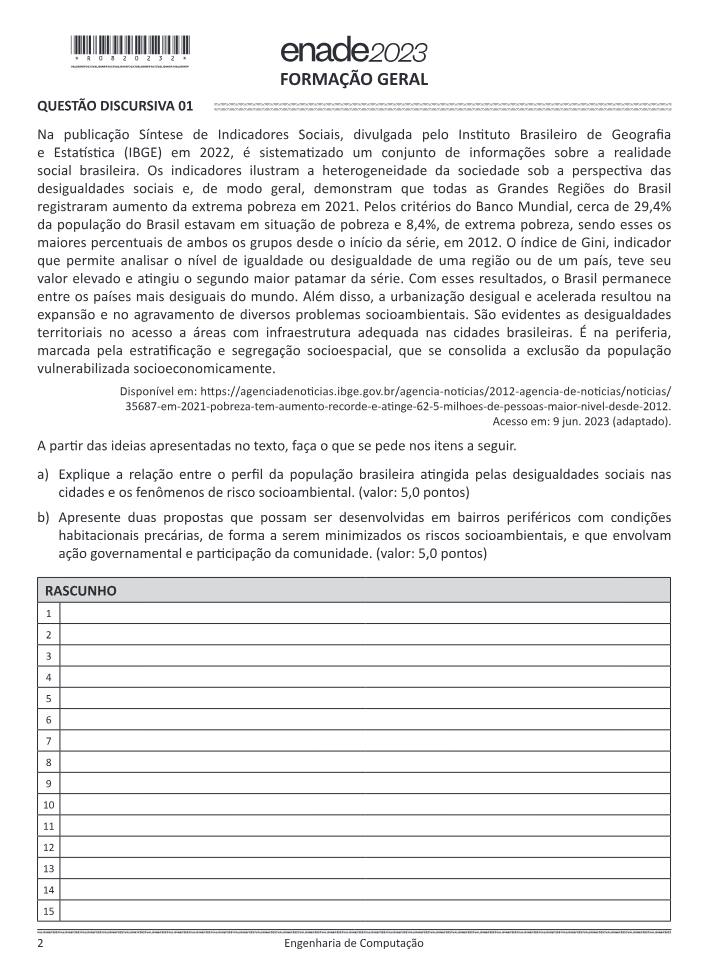 * R 0 8 2 0 2 3 2 *
enade2023
FORMAÇÃO GERAL
QUESTÃO DISCURSIVA 01
Na publicação Síntese de Indicadores Sociais, divulgada pelo Instituto Brasileiro de Geografia
e Estatística (IBGE) em 2022, é sistematizado um conjunto de informações sobre a realidade
social brasileira. Os indicadores ilustram a heterogeneidade da sociedade sob a perspectiva das
desigualdades sociais e, de modo geral, demonstram que todas as Grandes Regiões do Brasil
registraram aumento da extrema pobreza em 2021. Pelos critérios do Banco Mundial, cerca de 29,4%
da população do Brasil estavam em situação de pobreza e 8,4%, de extrema pobreza, sendo esses os
maiores percentuais de ambos os grupos desde o início da série, em 2012. O índice de Gini, indicador
que permite analisar o nível de igualdade ou desigualdade de uma região ou de um país, teve seu
valor elevado e atingiu o segundo maior patamar da série. Com esses resultados, o Brasil permanece
entre os países mais desiguais do mundo. Além disso, a urbanização desigual e acelerada resultou na
expansão e no agravamento de diversos problemas socioambientais. São evidentes as desigualdades
territoriais no acesso a áreas com infraestrutura adequada nas cidades brasileiras. É na periferia,
marcada pela estratificação e segregação socioespacial, que se consolida a exclusão da população
vulnerabilizada socioeconomicamente.
Disponível em: https://agenciadenoticias.ibge.gov.br/agencia-noticias/2012-agencia-de-noticias/noticias/
35687-em-2021-pobreza-tem-aumento-recorde-e-atinge-62-5-milhoes-de-pessoas-maior-nivel-desde-2012.
Acesso em: 9 jun. 2023 (adaptado).
A partir das ideias apresentadas no texto, faça o que se pede nos itens a seguir.
a) Explique a relação entre o perfil da população brasileira atingida pelas desigualdades sociais nas
cidades e os fenômenos de risco socioambiental. (valor: 5,0 pontos)
b) Apresente duas propostas que possam ser desenvolvidas em bairros periféricos com condições
habitacionais precárias, de forma a serem minimizados os riscos socioambientais, e que envolvam
ação governamental e participação da comunidade. (valor: 5,0 pontos)
RASCUNHO
1
2
3
4
5
6
7
8
9
10
11
12
13
14
15
2 Engenharia de Computação